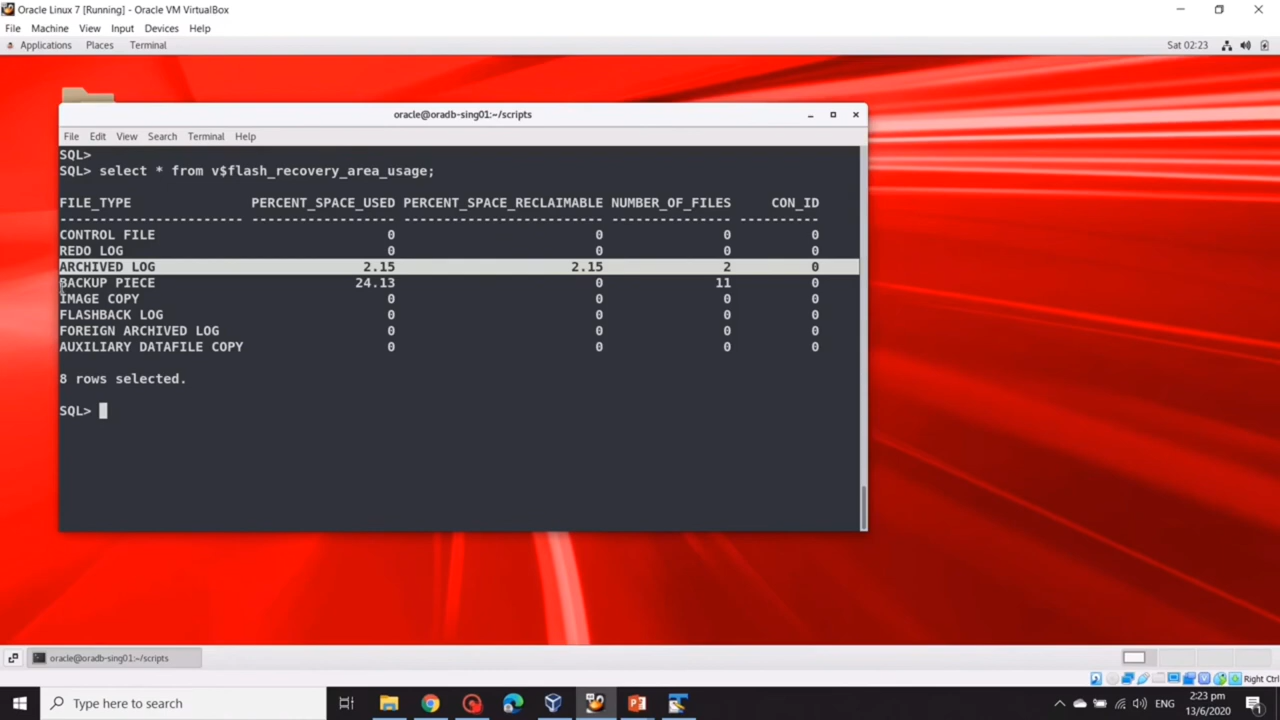 Oracle Linux 7 [Running] - Oracle VM VirtualBox
File Machine View Input Devices Help
Applications Places Terminal Sat 02:23
oracle@oradb-sing01:~/scripts
File Edit View Search Terminal Help
SQL>
SQL> select * from v$flash_recovery_area_usage;
FILE_TYPE PERCENT_SPACE_USED PERCENT_SPACE_RECLAIMABLE NUMBER_OF_FILES CON_ID
----------------------- ------------------ ------------------------- --------------- ----------
CONTROL FILE 0 0 0 0
REDO LOG 0 0 0 0
ARCHIVED LOG 2.15 2.15 2 0
BACKUP PIECE 24.13 0 11 0
IMAGE COPY 0 0 0 0
FLASHBACK LOG 0 0 0 0
FOREIGN ARCHIVED LOG 0 0 0 0
AUXILIARY DATAFILE COPY 0 0 0 0
8 rows selected.
SQL>
oracle@oradb-sing01:~/scripts
Right Ctrl
Type here to search
ENG
2:23 pm
13/6/2020
1